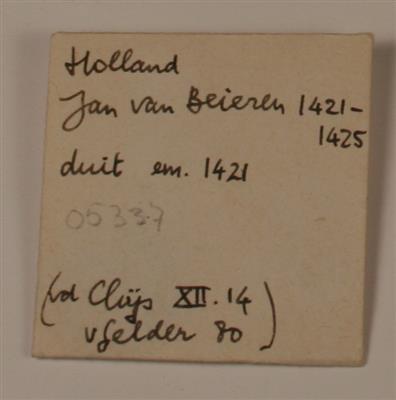 Holland
Jan van Beieren 1421-
1425
duit em. 1421
05337
(vd Chijs XII. 14
vGelder 80)